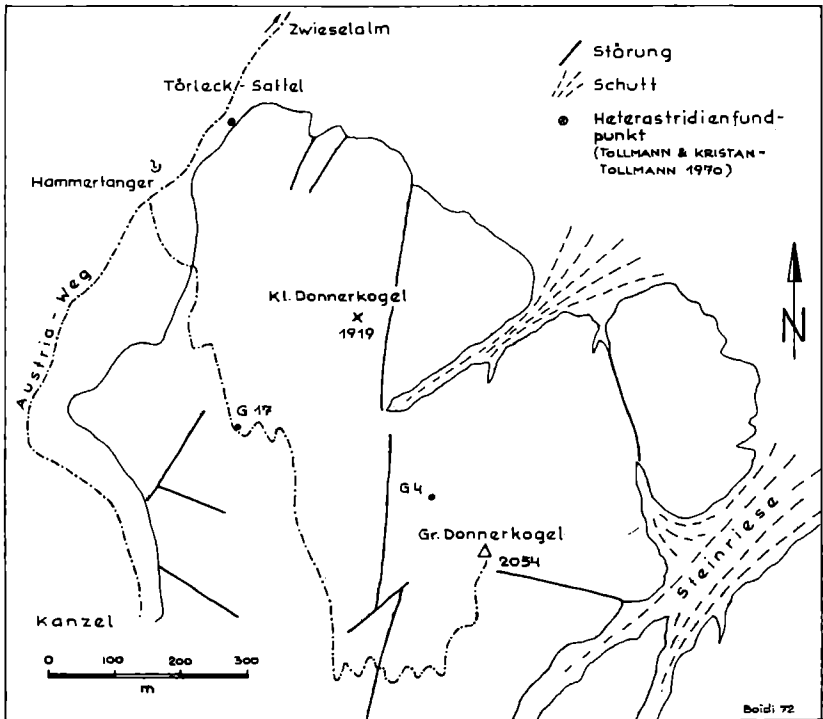 Zwieselalm
Törleck-Sattel
Hammertanger
Austria-Weg
Kl. Donnerkogel
1919
G 17
G4
Gr. Donnerkogel
2054
Steinriese
Kanzel
0 100 200 300
m
Störung
Schutt
Heterastridienfund-
punkt
(TOLLMANN & KRISTAN-
TOLLMANN 1970)
N
Boidi 72